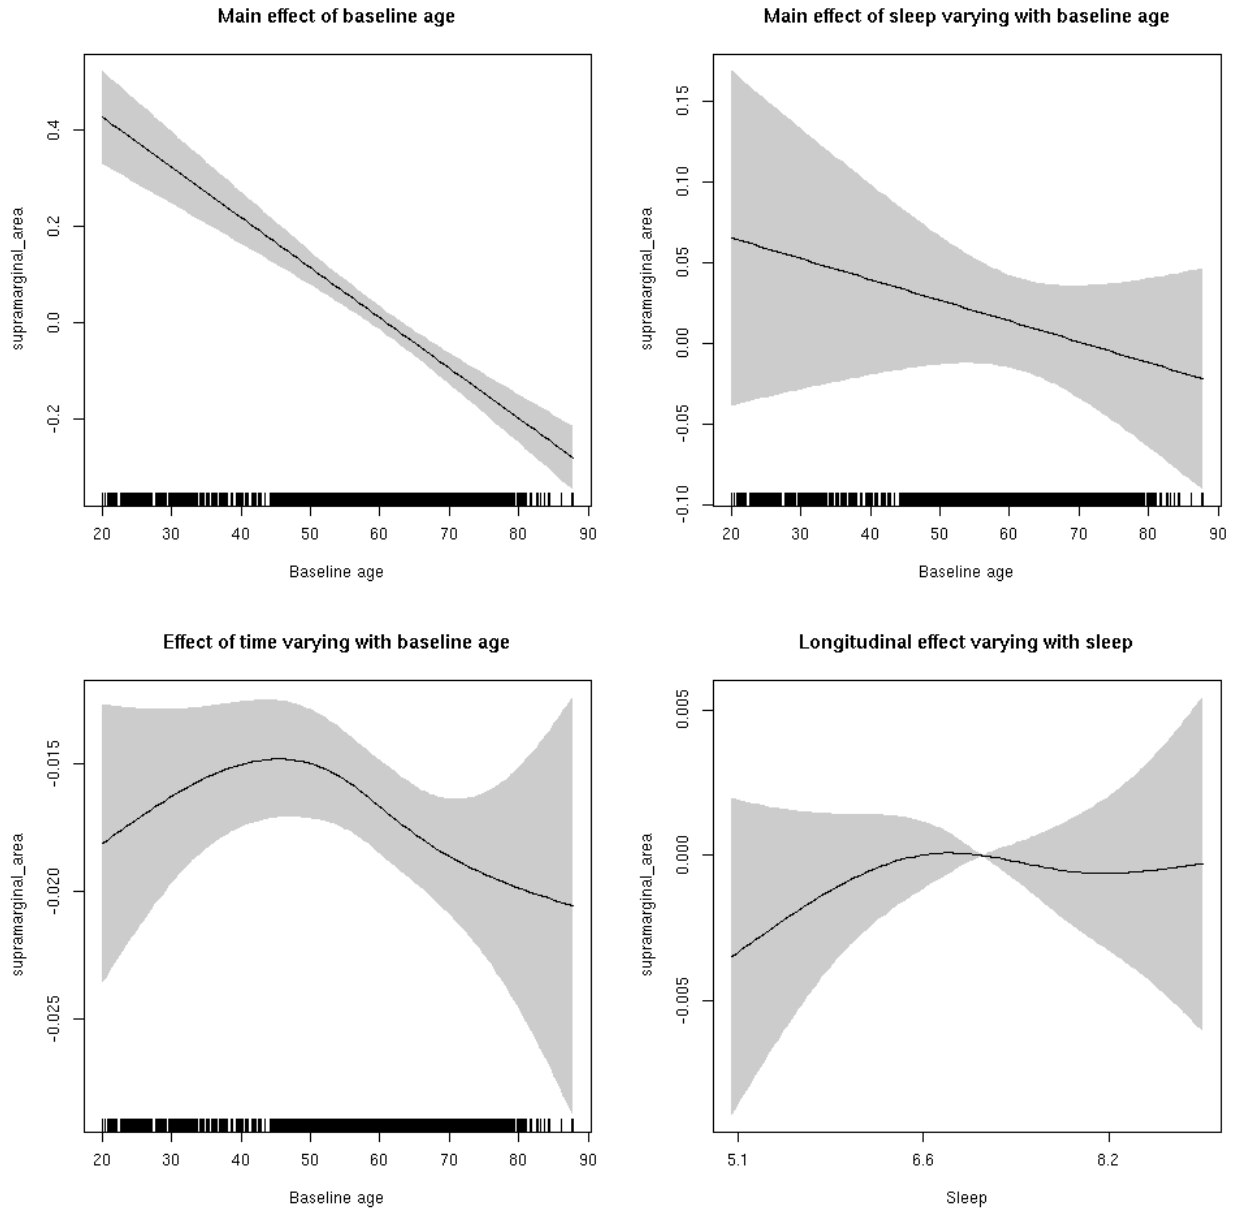 Main effect of baseline age
supramarginal_area
0.4
0.2
0.0
-0.2
20 30 40 50 60 70 80 90
Baseline age
Main effect of sleep varying with baseline age
supramarginal_area
0.15
0.10
0.05
0.00
-0.05
-0.10
20 30 40 50 60 70 80 90
Baseline age
Effect of time varying with baseline age
supramarginal_area
-0.015
-0.020
-0.025
20 30 40 50 60 70 80 90
Baseline age
Longitudinal effect varying with sleep
supramarginal_area
0.005
0.000
-0.005
5.1 6.6 8.2
Sleep